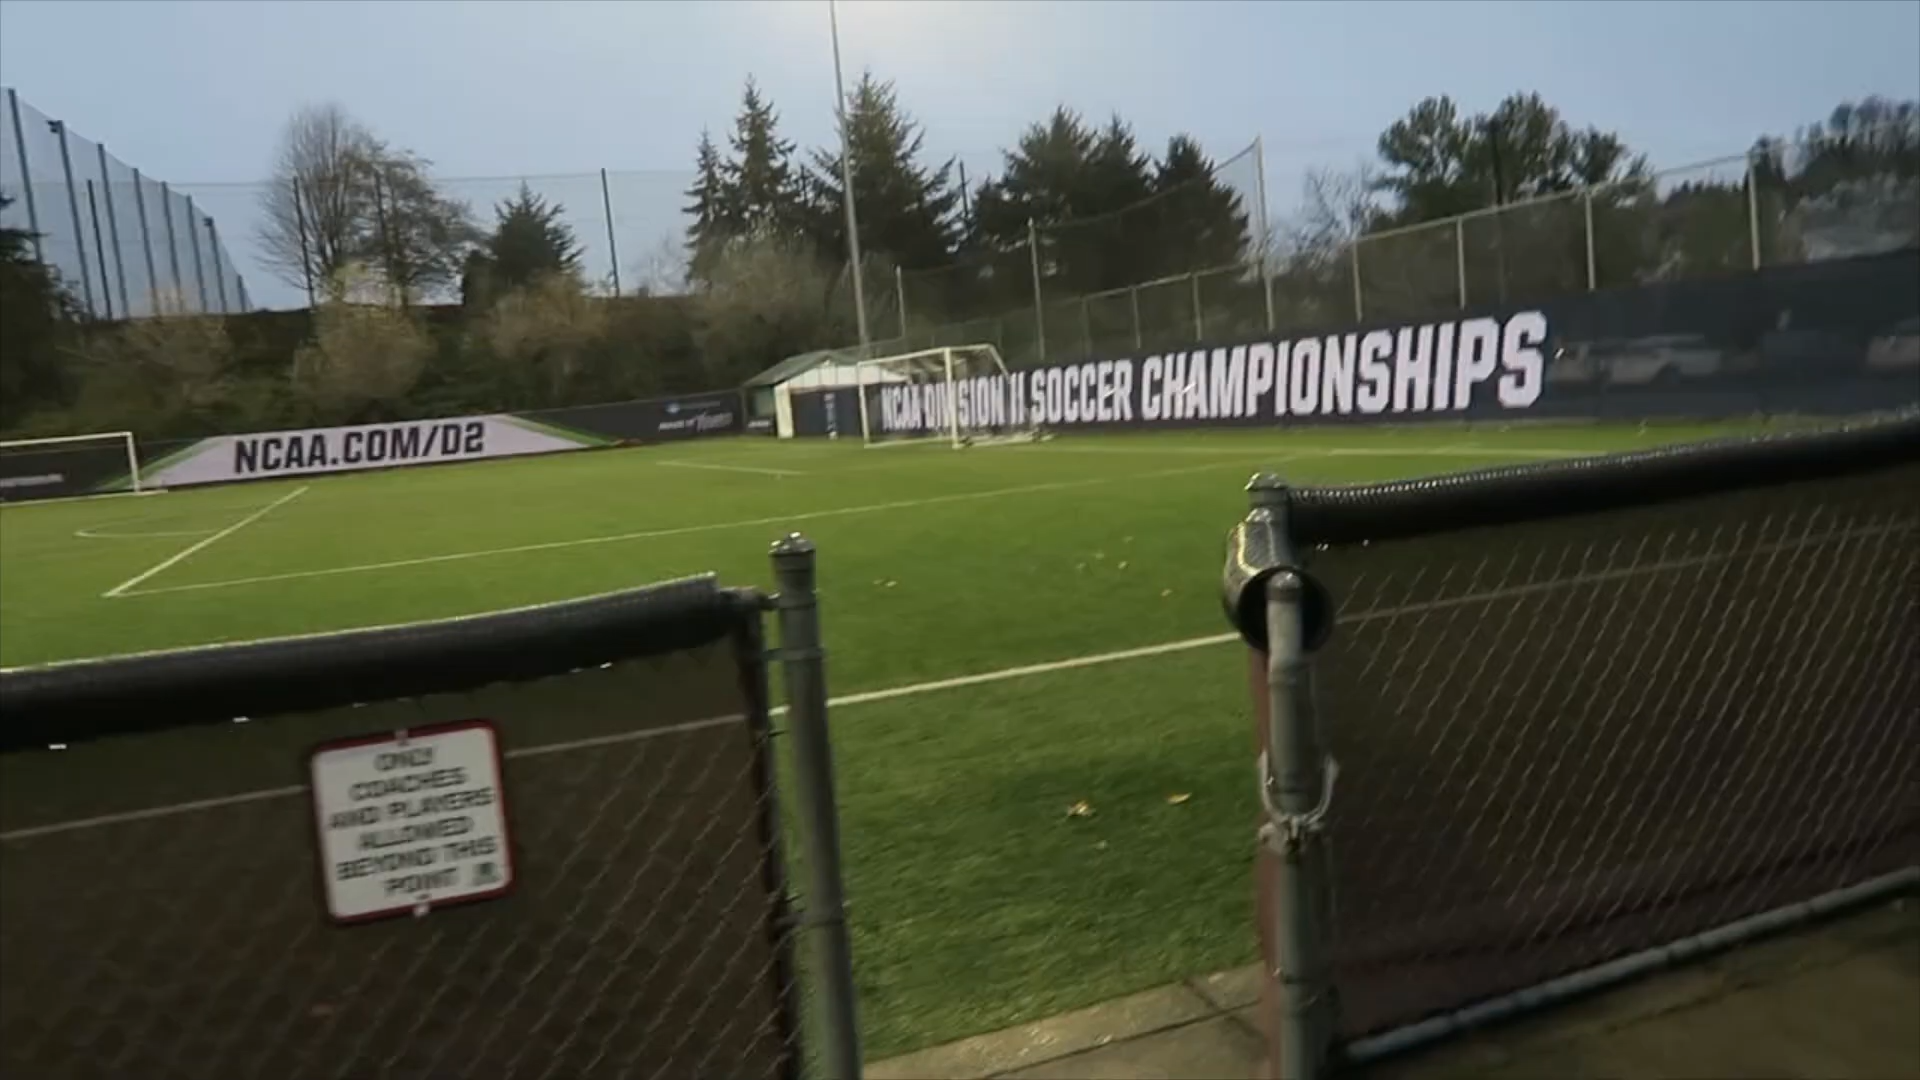 NCAA.COM/D2
NCAA DIVISION II SOCCER CHAMPIONSHIPS
ONLY
COACHES
AND PLAYERS
ALLOWED
BEYOND THIS
POINT